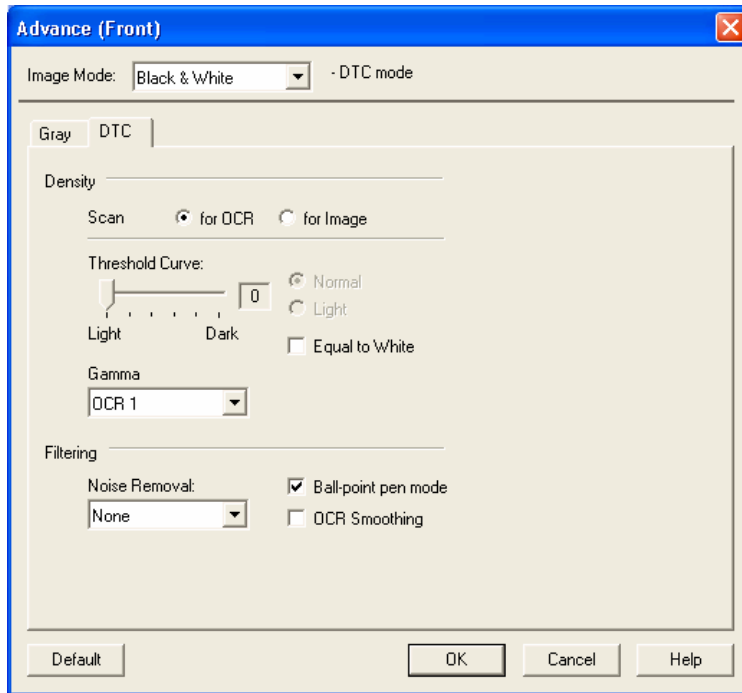 Advance (Front)
Image Mode: Black & White - DTC mode
Gray DTC
Density
Scan for OCR for Image
Threshold Curve:
0 Normal
Light
Light Dark
Equal to White
Gamma
OCR 1
Filtering
Noise Removal: Ball-point pen mode
None OCR Smoothing
Default OK Cancel Help